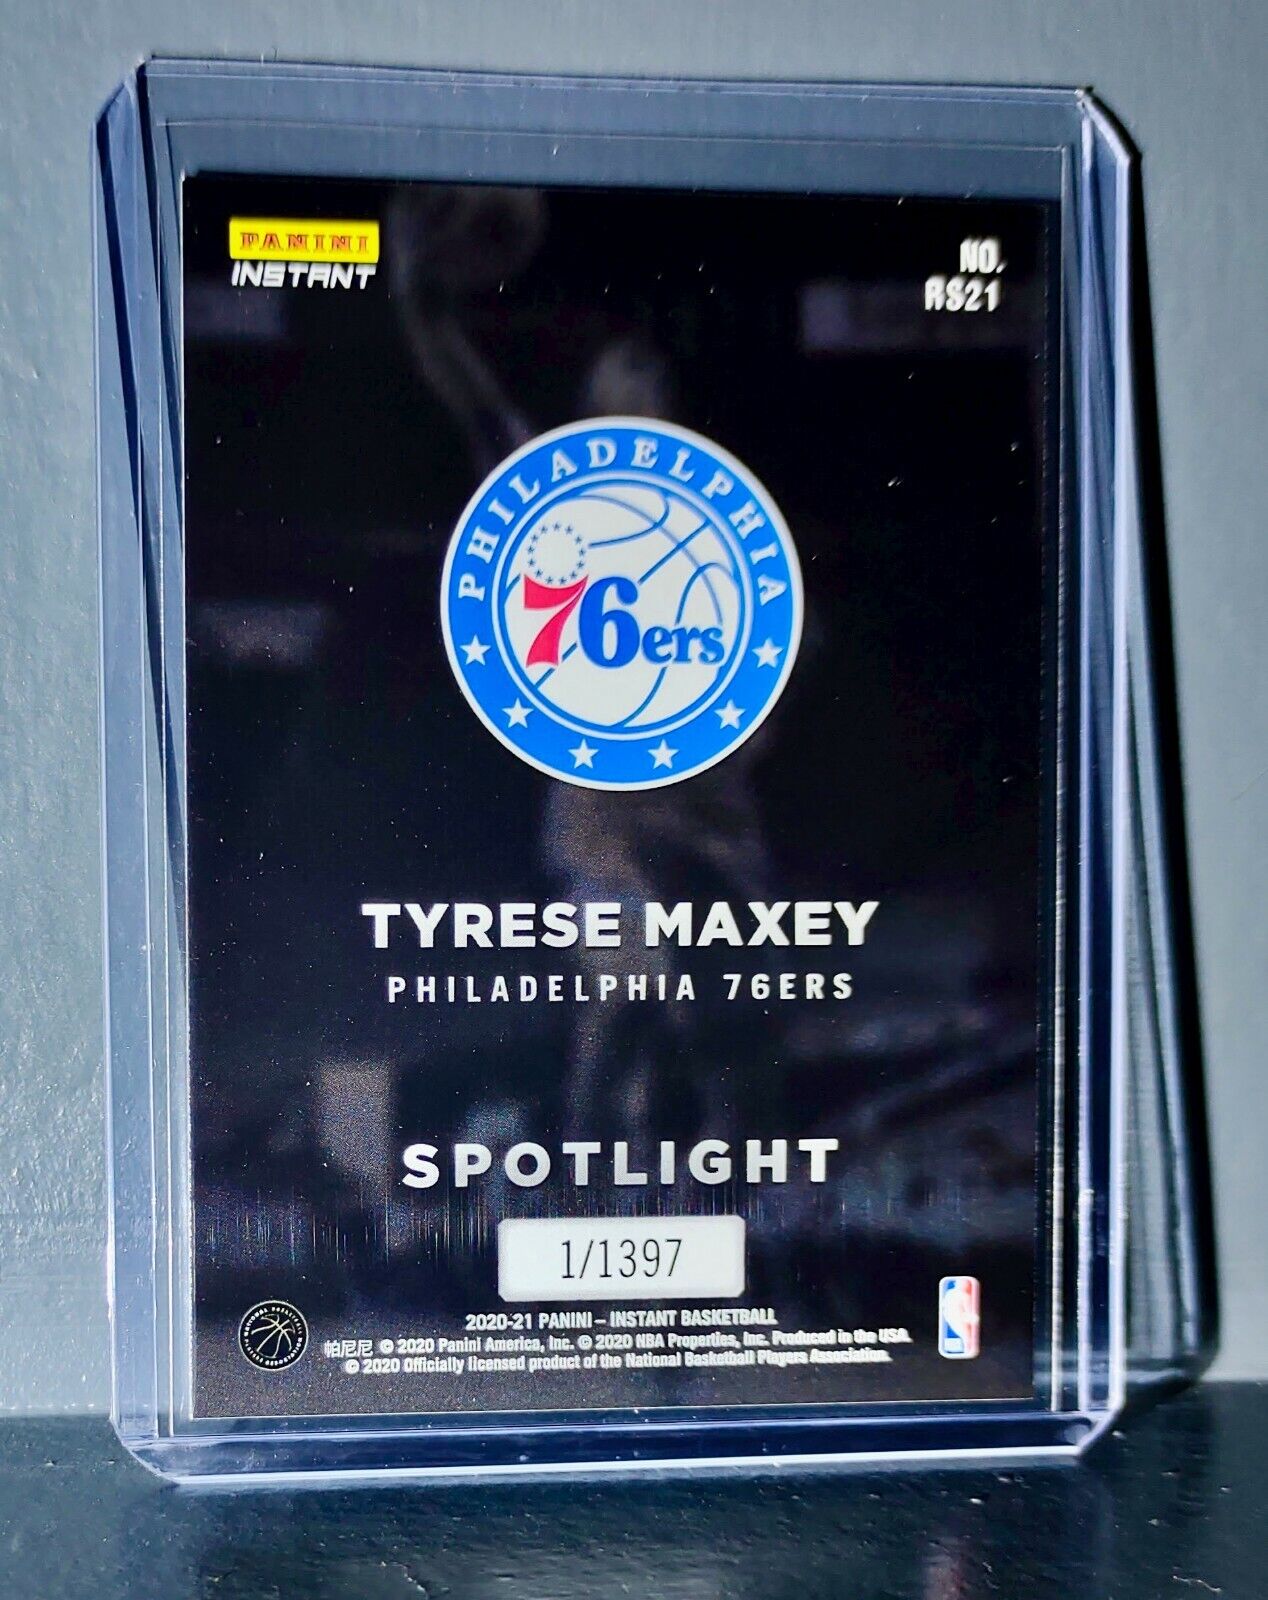 PANINI
INSTANT
NO.
RS21
PHILADELPHIA
76ers
TYRESE MAXEY
PHILADELPHIA 76ERS
SPOTLIGHT
1/1397
2020-21 PANINI – INSTANT BASKETBALL
帕尼尼 © 2020 Panini America, Inc. © 2020 NBA Properties, Inc. Produced in the USA.
© 2020 Officially licensed product of the National Basketball Players Association.